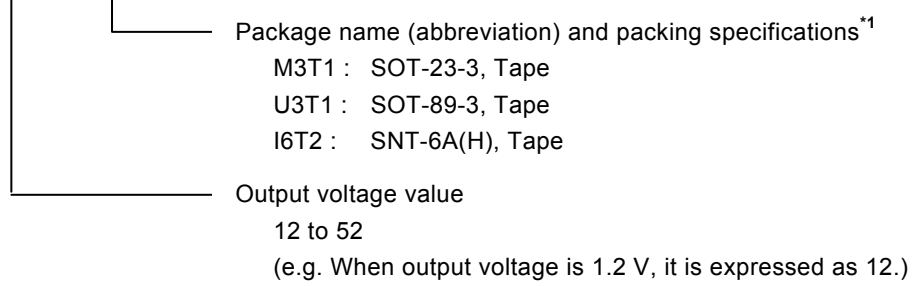 Package name (abbreviation) and packing specifications*1
M3T1 : SOT-23-3, Tape
U3T1 : SOT-89-3, Tape
I6T2 : SNT-6A(H), Tape
Output voltage value
12 to 52
(e.g. When output voltage is 1.2 V, it is expressed as 12.)